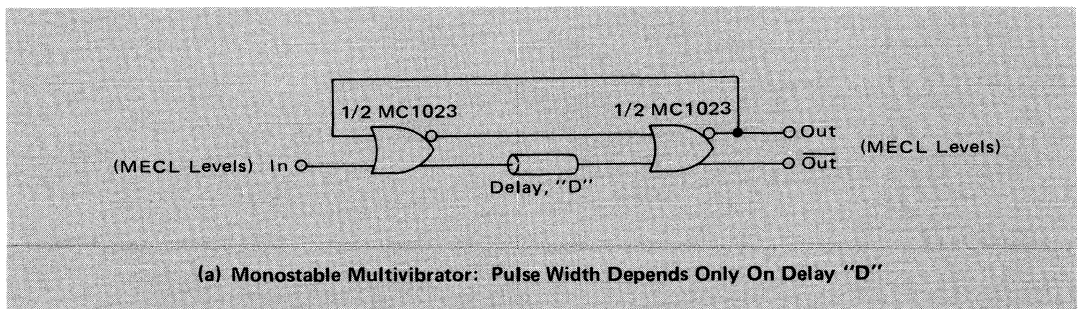 1/2 MC1023 1/2 MC1023
Out
(MECL Levels) In (MECL Levels)
Out
Delay, "D"
(a) Monostable Multivibrator: Pulse Width Depends Only On Delay "D"